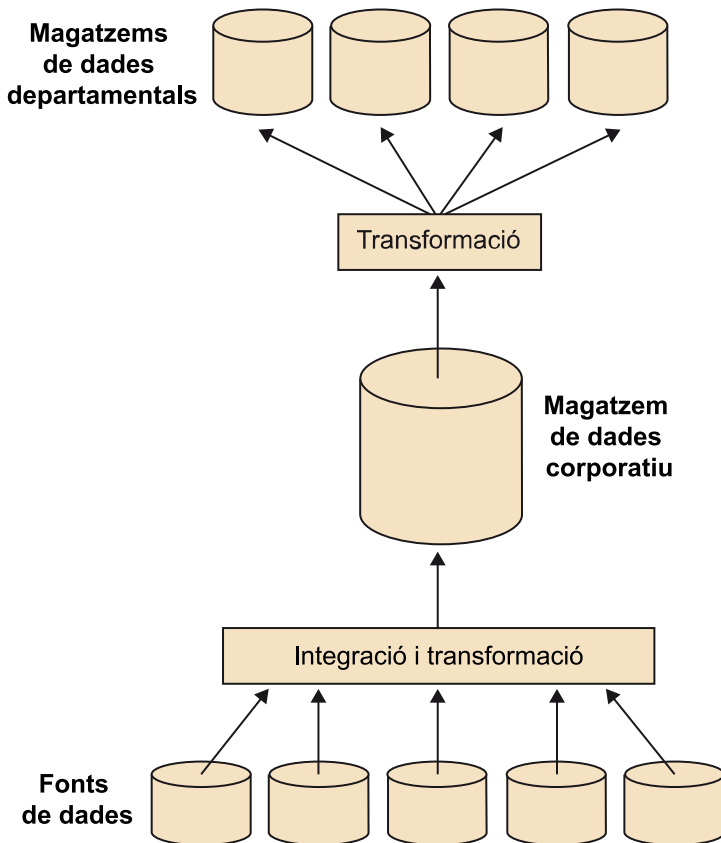 Magatzems
de dades
departamentals
Transformació
Magatzem
de dades
corporatiu
Integració i transformació
Fonts
de dades